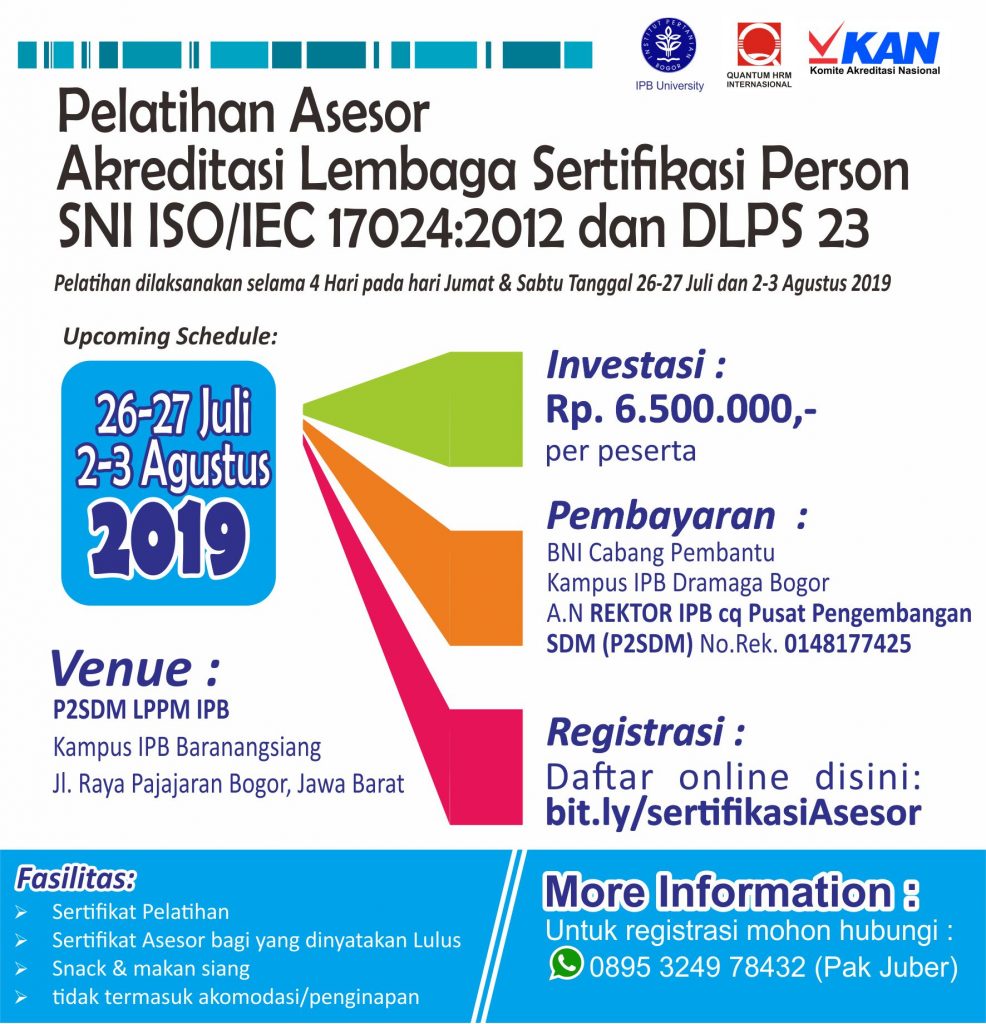 INSTITUT PERTANIAN
BOGOR
IPB University
QUANTUM HRM
INTERNASIONAL
KAN
Komite Akreditasi Nasional
Pelatihan Asesor
Akreditasi Lembaga Sertifikasi Person
SNI ISO/IEC 17024:2012 dan DLPS 23
Pelatihan dilaksanakan selama 4 Hari pada hari Jumat & Sabtu Tanggal 26-27 Juli dan 2-3 Agustus 2019
Upcoming Schedule:
26-27 Juli
2-3 Agustus
2019
Venue :
P2SDM LPPM IPB
Kampus IPB Baranangsiang
Jl. Raya Pajajaran Bogor, Jawa Barat
Investasi :
Rp. 6.500.000,-
per peserta
Pembayaran :
BNI Cabang Pembantu
Kampus IPB Dramaga Bogor
A.N REKTOR IPB cq Pusat Pengembangan
SDM (P2SDM) No.Rek. 0148177425
Registrasi :
Daftar online disini:
bit.ly/sertifikasiAsesor
Fasilitas:
Sertifikat Pelatihan
Sertifikat Asesor bagi yang dinyatakan Lulus
Snack & makan siang
tidak termasuk akomodasi/penginapan
More Information :
Untuk registrasi mohon hubungi :
0895 3249 78432 (Pak Juber)